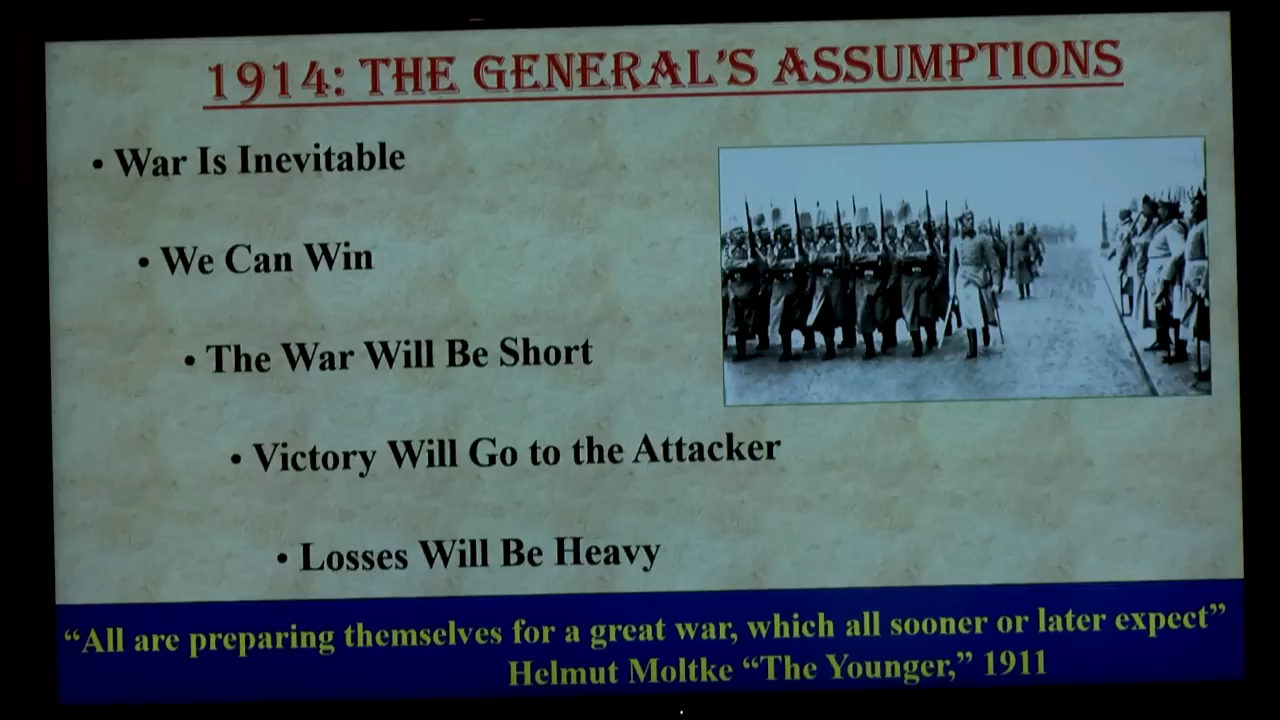 1914: THE GENERAL’S ASSUMPTIONS
• War Is Inevitable
• We Can Win
• The War Will Be Short
• Victory Will Go to the Attacker
• Losses Will Be Heavy
“All are preparing themselves for a great war, which all sooner or later expect”
Helmut Moltke “The Younger,” 1911